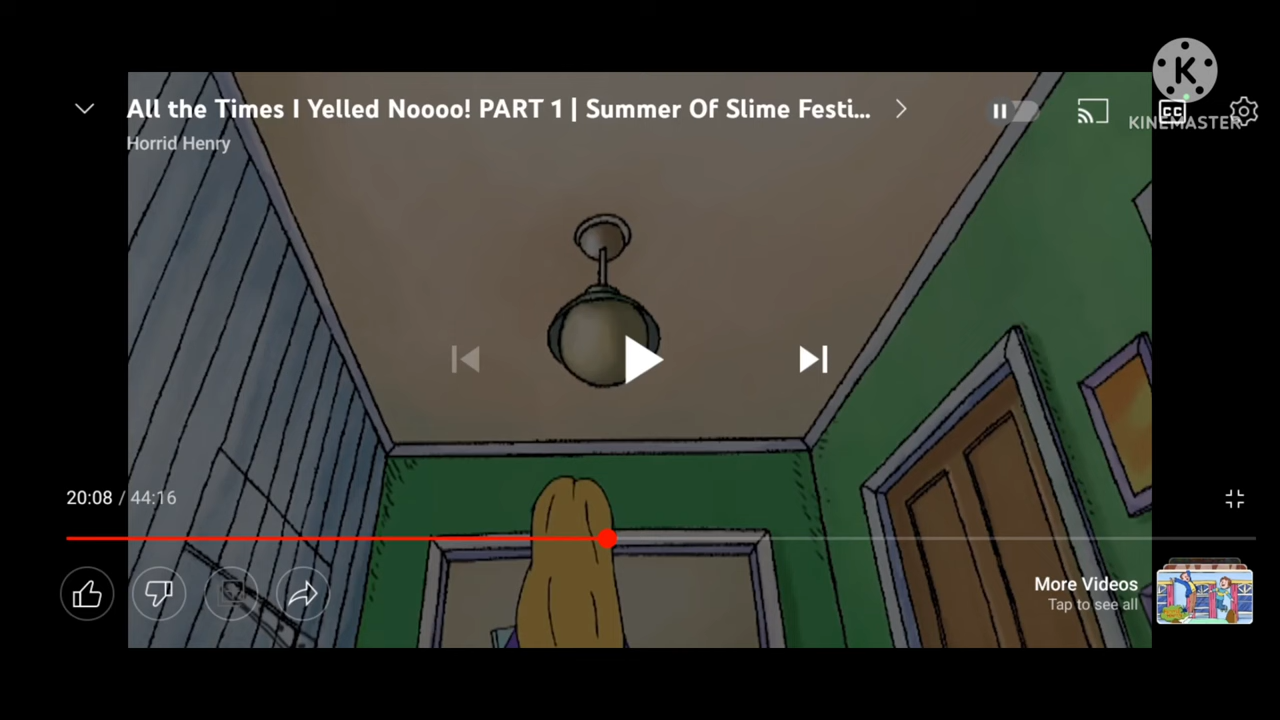 All the Times I Yelled Noooo! PART 1 | Summer Of Slime Festi...
Horrid Henry
K
CC
KINEMASTER
20:08 / 44:16
More Videos
Tap to see all